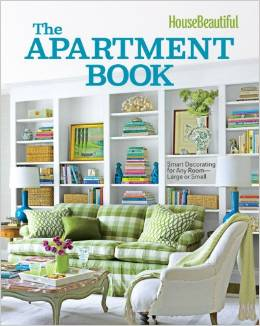 HouseBeautiful
The
APARTMENT
BOOK
Smart Decorating
for Any Room—
Large or Small